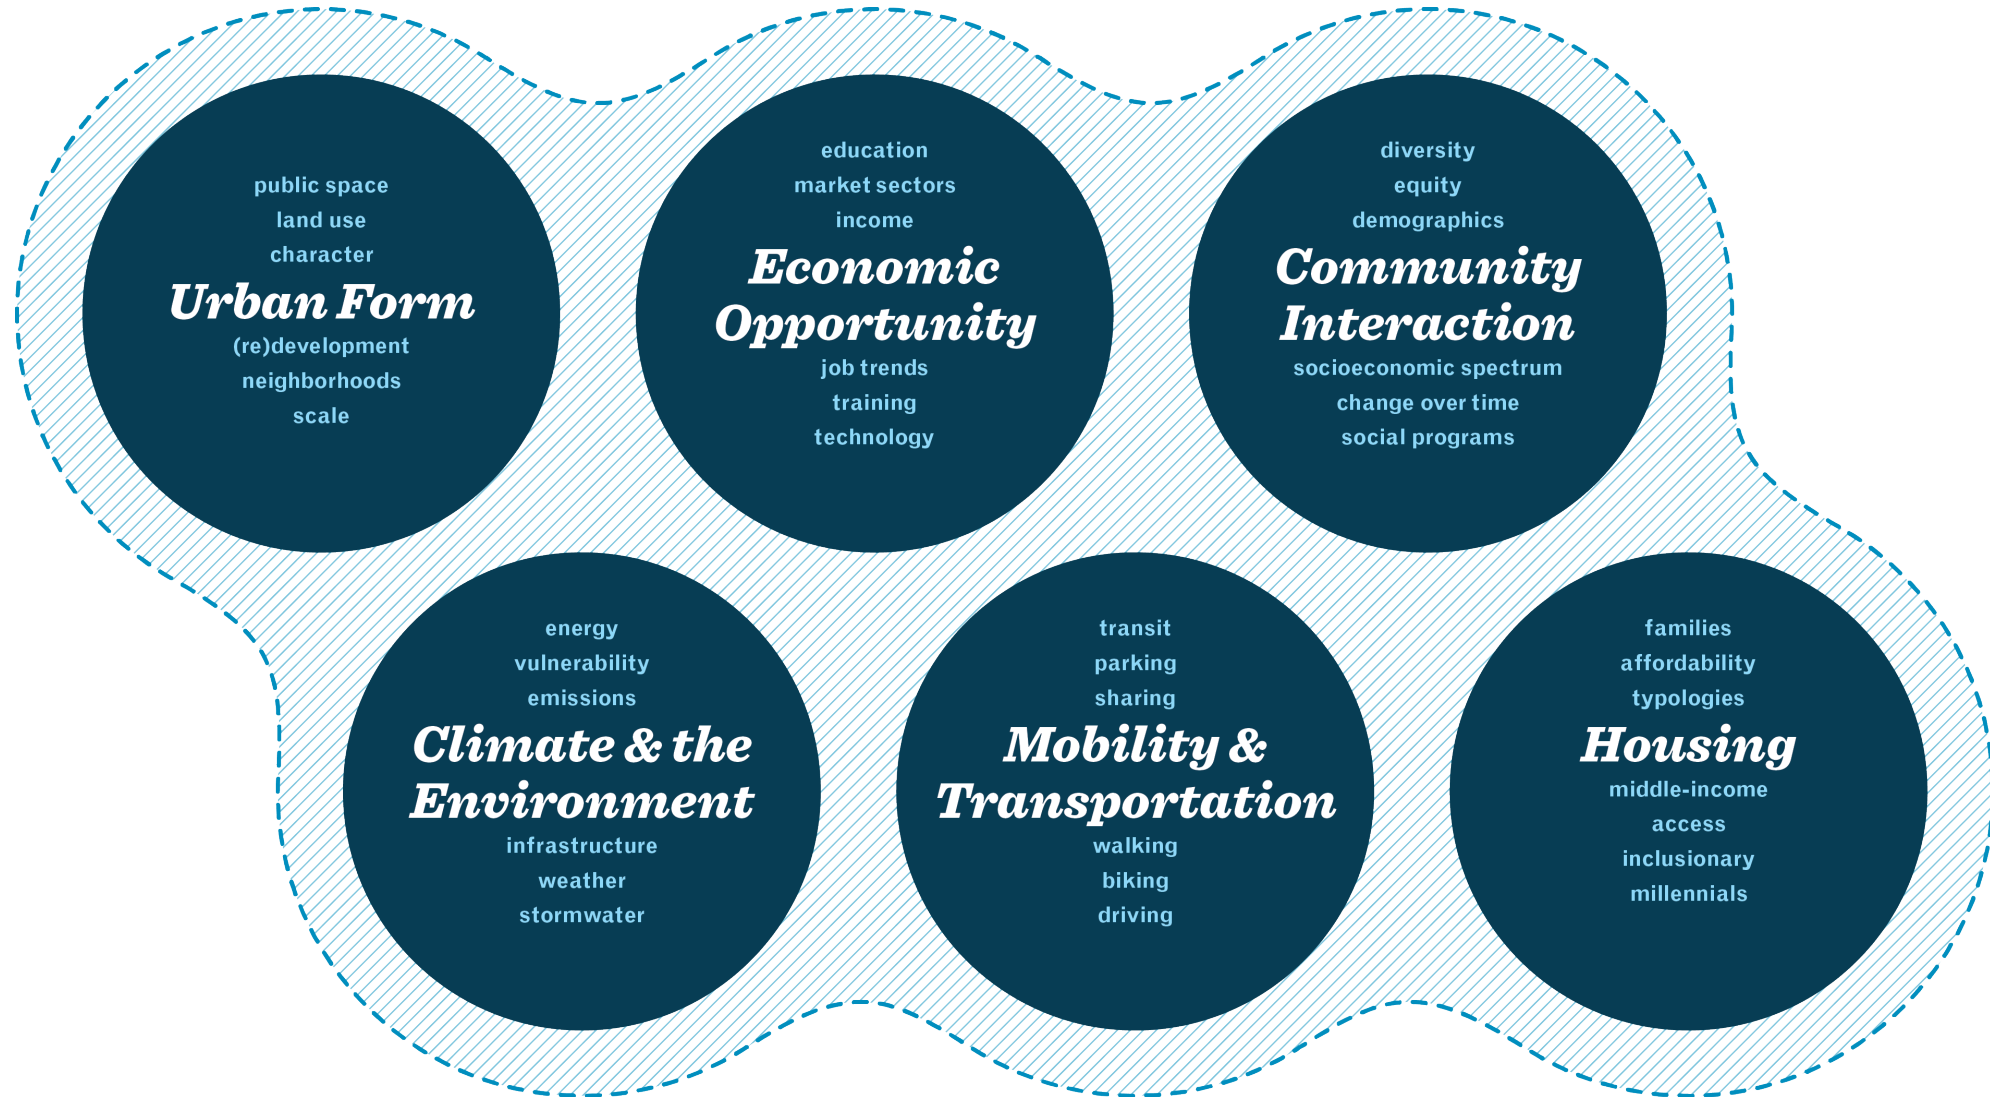 public space
land use
character
Urban Form
(re)development
neighborhoods
scale
education
market sectors
income
Economic
Opportunity
job trends
training
technology
diversity
equity
demographics
Community
Interaction
socioeconomic spectrum
change over time
social programs
energy
vulnerability
emissions
Climate & the
Environment
infrastructure
weather
stormwater
transit
parking
sharing
Mobility &
Transportation
walking
biking
driving
families
affordability
typologies
Housing
middle-income
access
inclusionary
millennials